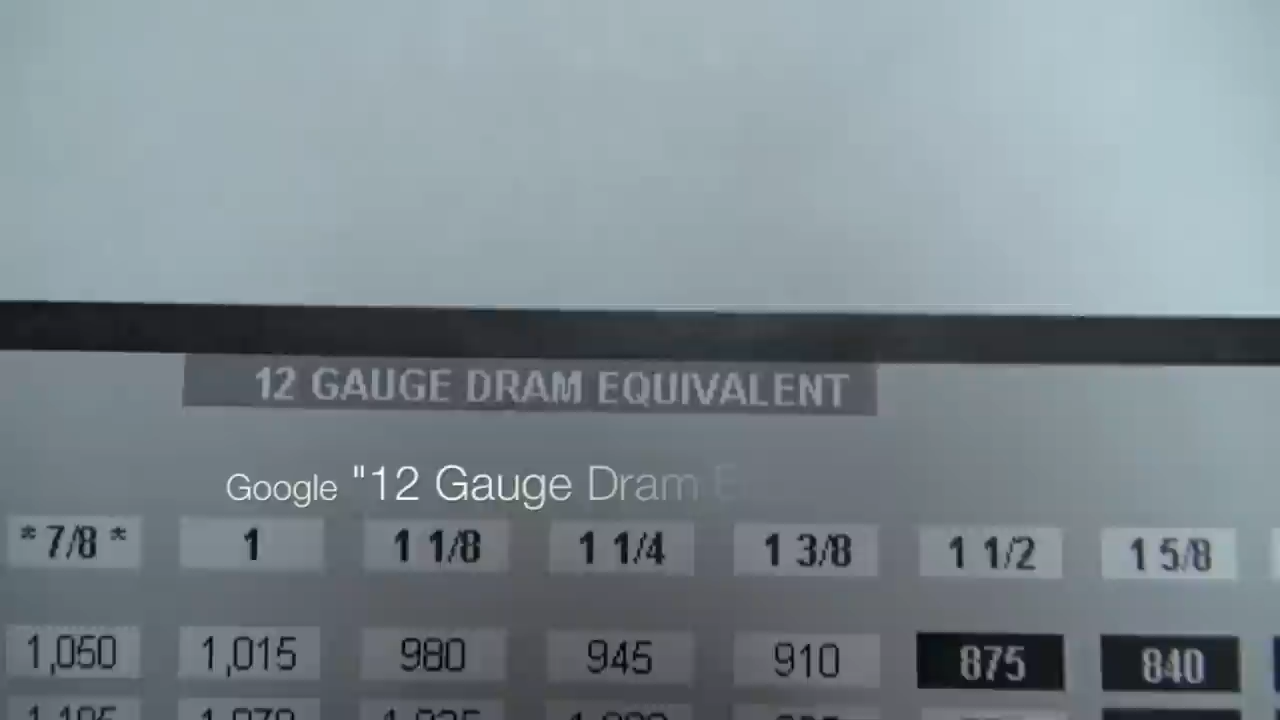 12 GAUGE DRAM EQUIVALENT
Google "12 Gauge Dram E
* 7/8 * 1 1 1/8 1 1/4 1 3/8 1 1/2 1 5/8
1,050 1,015 980 945 910 875 840